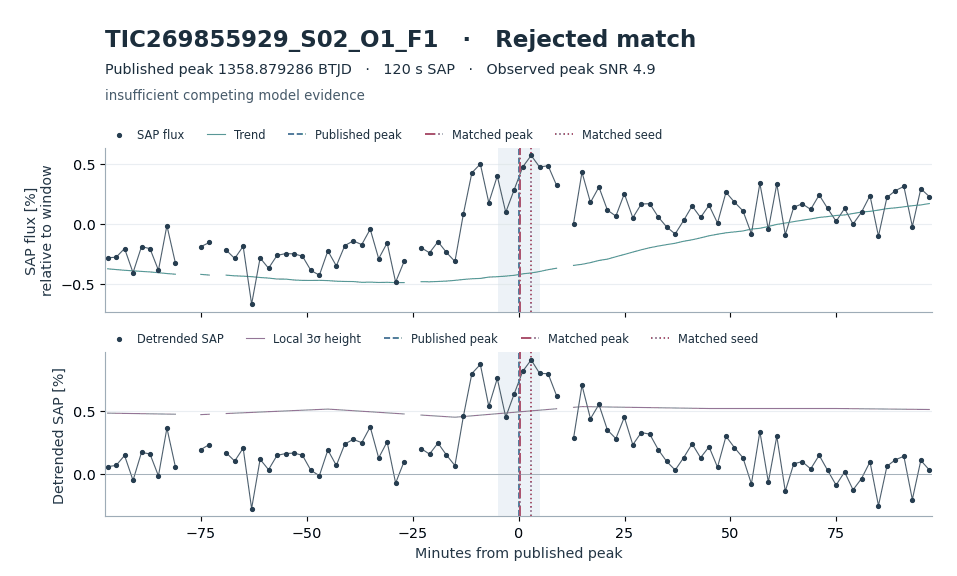 TIC269855929_S02_O1_F1 · Rejected match
Published peak 1358.879286 BTJD · 120 s SAP · Observed peak SNR 4.9
insufficient competing model evidence
SAP flux Trend Published peak Matched peak Matched seed
0.5
0.0
−0.5
SAP flux [%]
relative to window
Detrended SAP Local 3σ height Published peak Matched peak Matched seed
0.5
0.0
Detrended SAP [%]
−75 −50 −25 0 25 50 75
Minutes from published peak